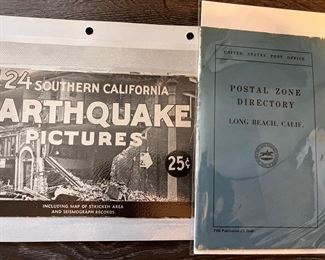 24 SOUTHERN CALIFORNIA
ARTHQUAKE
PICTURES
25¢
INCLUDING MAP OF STRICKEN AREA
AND SEISMOGRAPH RECORDS
UNITED STATES POST OFFICE
POSTAL ZONE
DIRECTORY
LONG BEACH, CALIF.